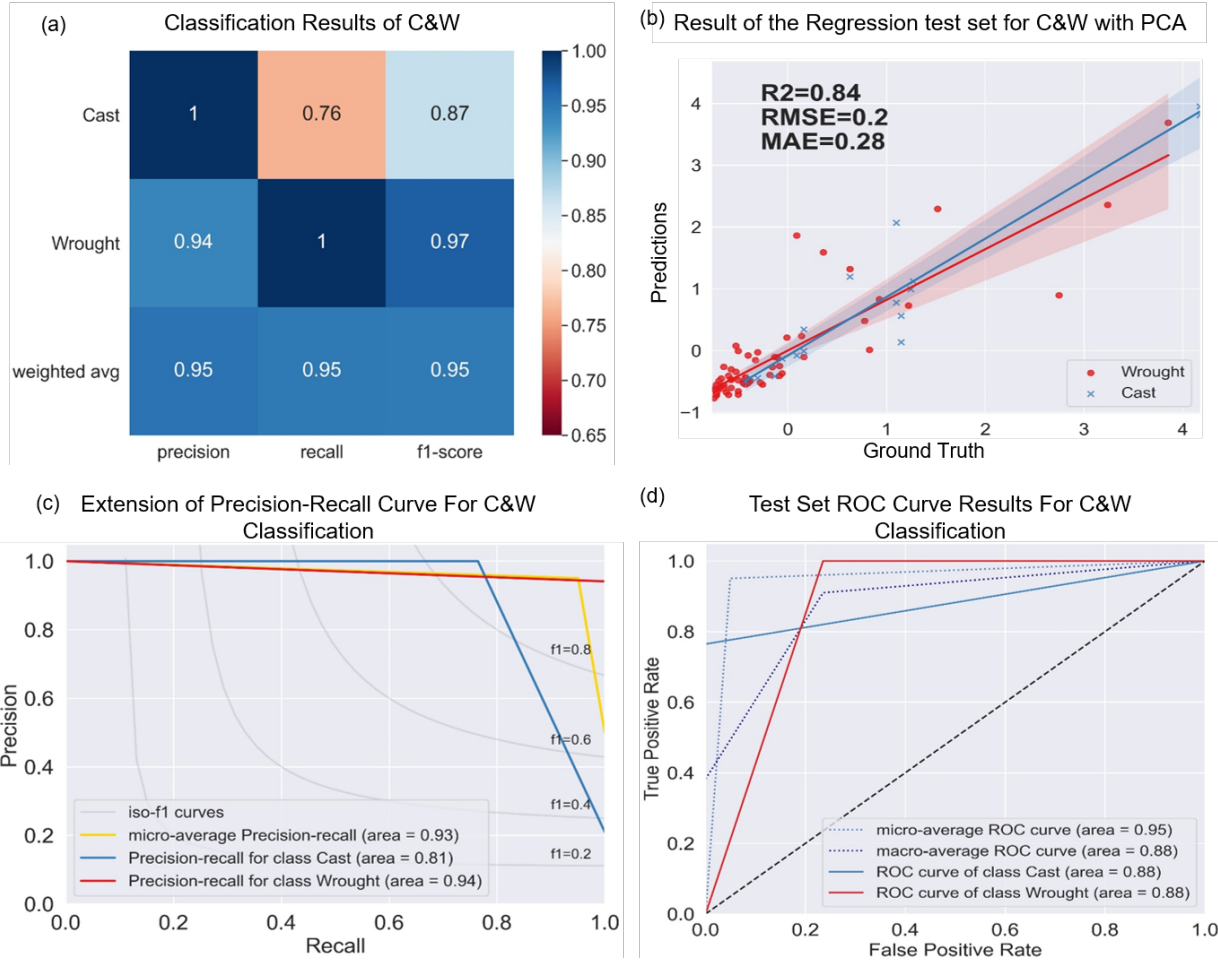 (a) Classification Results of C&W
Cast
Wrought
weighted avg
1 0.76 0.87
0.94 1 0.97
0.95 0.95 0.95
precision recall f1-score
1.00
0.95
0.90
0.85
0.80
0.75
0.70
0.65
(b) Result of the Regression test set for C&W with PCA
R2=0.84
RMSE=0.2
MAE=0.28
Predictions
4
3
2
1
0
−1
Wrought
Cast
0 1 2 3 4
Ground Truth
(c) Extension of Precision-Recall Curve For C&W
Classification
Precision
1.0
0.8
0.6
0.4
0.2
0.0
f1=0.8
f1=0.6
f1=0.4
f1=0.2
iso-f1 curves
micro-average Precision-recall (area = 0.93)
Precision-recall for class Cast (area = 0.81)
Precision-recall for class Wrought (area = 0.94)
0.0 0.2 0.4 0.6 0.8 1.0
Recall
(d) Test Set ROC Curve Results For C&W
Classification
True Positive Rate
1.0
0.8
0.6
0.4
0.2
0.0
micro-average ROC curve (area = 0.95)
macro-average ROC curve (area = 0.88)
ROC curve of class Cast (area = 0.88)
ROC curve of class Wrought (area = 0.88)
0.0 0.2 0.4 0.6 0.8 1.0
False Positive Rate